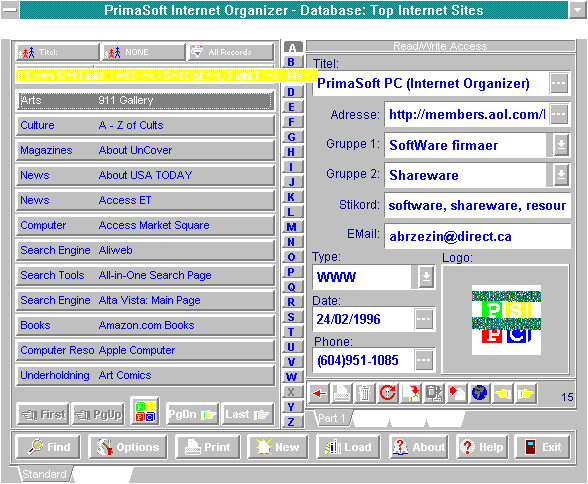 PrimaSoft Internet Organizer - Database: Top Internet Sites
Titel: NONE All Records
Arts 911 Gallery
Culture A - Z of Cults
Magazines About UnCover
News About USA TODAY
News Access ET
Computer Access Market Square
Search Engine Aliweb
Search Tools All-in-One Search Page
Search Engine Alta Vista: Main Page
Books Amazon.com Books
Computer Reso Apple Computer
Underholdning Art Comics
First PgUp PgDn Last
A
B
D
E
F
G
H
I
J
K
L
M
N
O
P
Q
R
S
T
U
V
W
X
Y
Z
Read/Write Access
Titel:
PrimaSoft PC (Internet Organizer)
Adresse: http://members.aol.com/
Gruppe 1: SoftWare firmaer
Gruppe 2: Shareware
Stikord: software, shareware, resour
EMail: abrzezin@direct.ca
Type: Logo:
WWW
Date:
24/02/1996
Phone:
(604)951-1085
P S
P C
15
Part 1
Find Options Print New Load About Help Exit
Standard